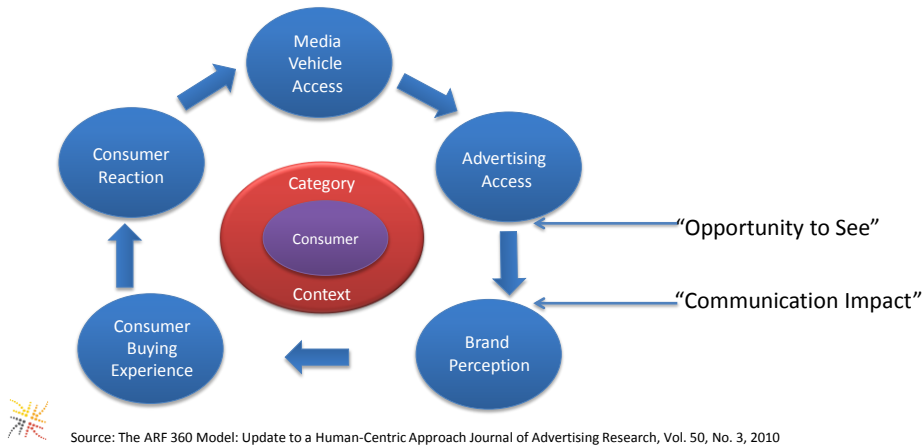 Media
Vehicle
Access
Consumer
Reaction
Advertising
Access
Category
Consumer
Context
“Opportunity to See”
“Communication Impact”
Consumer
Buying
Experience
Brand
Perception
Source: The ARF 360 Model: Update to a Human-Centric Approach Journal of Advertising Research, Vol. 50, No. 3, 2010